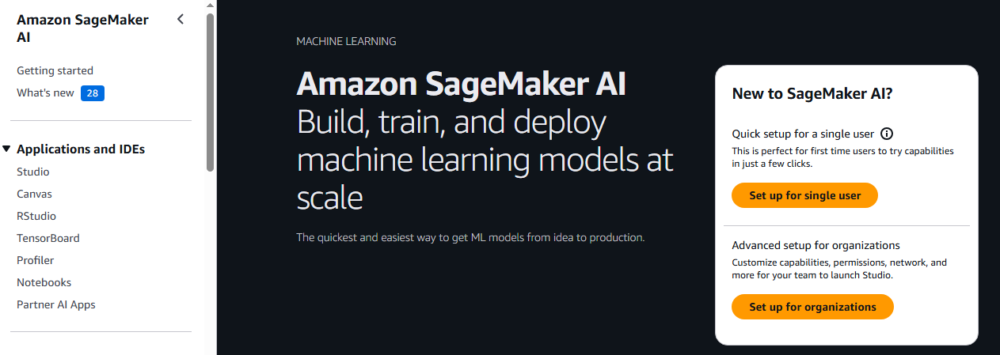 Amazon SageMaker
AI
Getting started
What's new 28
Applications and IDEs
Studio
Canvas
RStudio
TensorBoard
Profiler
Notebooks
Partner AI Apps
MACHINE LEARNING
Amazon SageMaker AI
Build, train, and deploy
machine learning models at
scale
The quickest and easiest way to get ML models from idea to production.
New to SageMaker AI?
Quick setup for a single user
This is perfect for first time users to try capabilities
in just a few clicks.
Set up for single user
Advanced setup for organizations
Customize capabilities, permissions, network, and
more for your team to launch Studio.
Set up for organizations